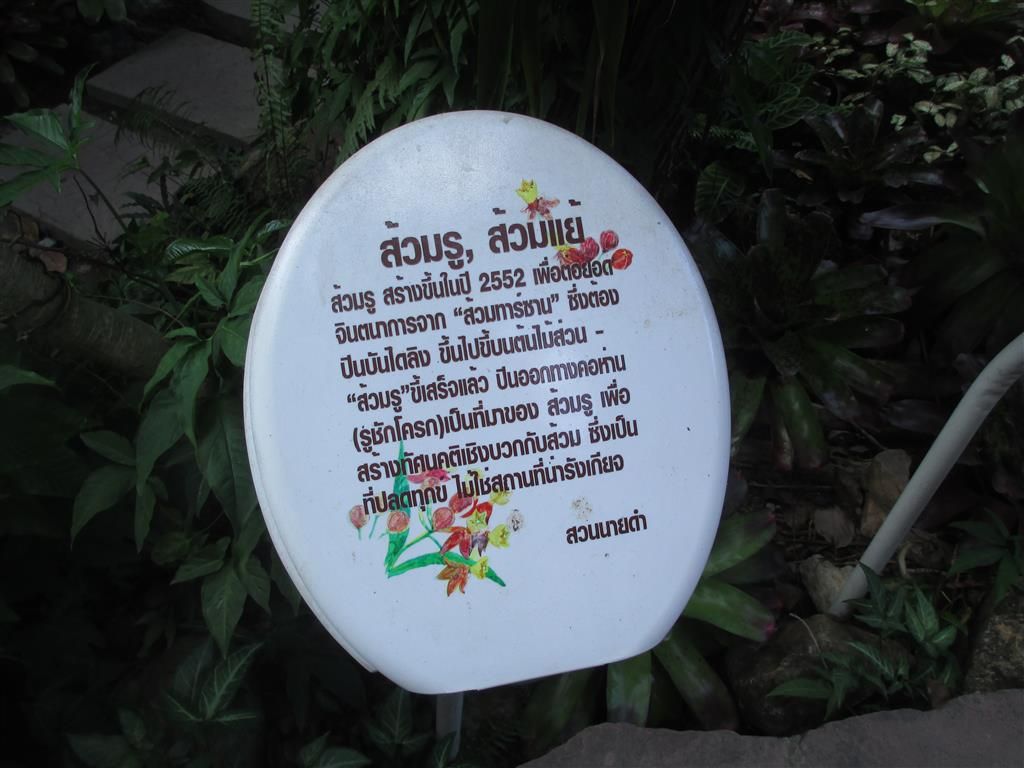 ส้วมรู, ส้วมแย้
ส้วมรู สร้างขึ้นในปี 2552 เพื่อต่อยอด
จินตนาการจาก “ส้วมทาร์ซาน” ซึ่งต้อง
ปีนบันไดลิง ขึ้นไปขี้บนต้นไม้ส่วน -
“ส้วมรู”ขี้เสร็จแล้ว ปีนออกทางคอห่าน
(รูชักโครก)เป็นที่มาของ ส้วมรู เพื่อ
สร้างทัศนคติเชิงบวกกับส้วม ซึ่งเป็น
ที่ปลดทุกข์ ไม่ใช่สถานที่น่ารังเกียจ
สวนนายดำ